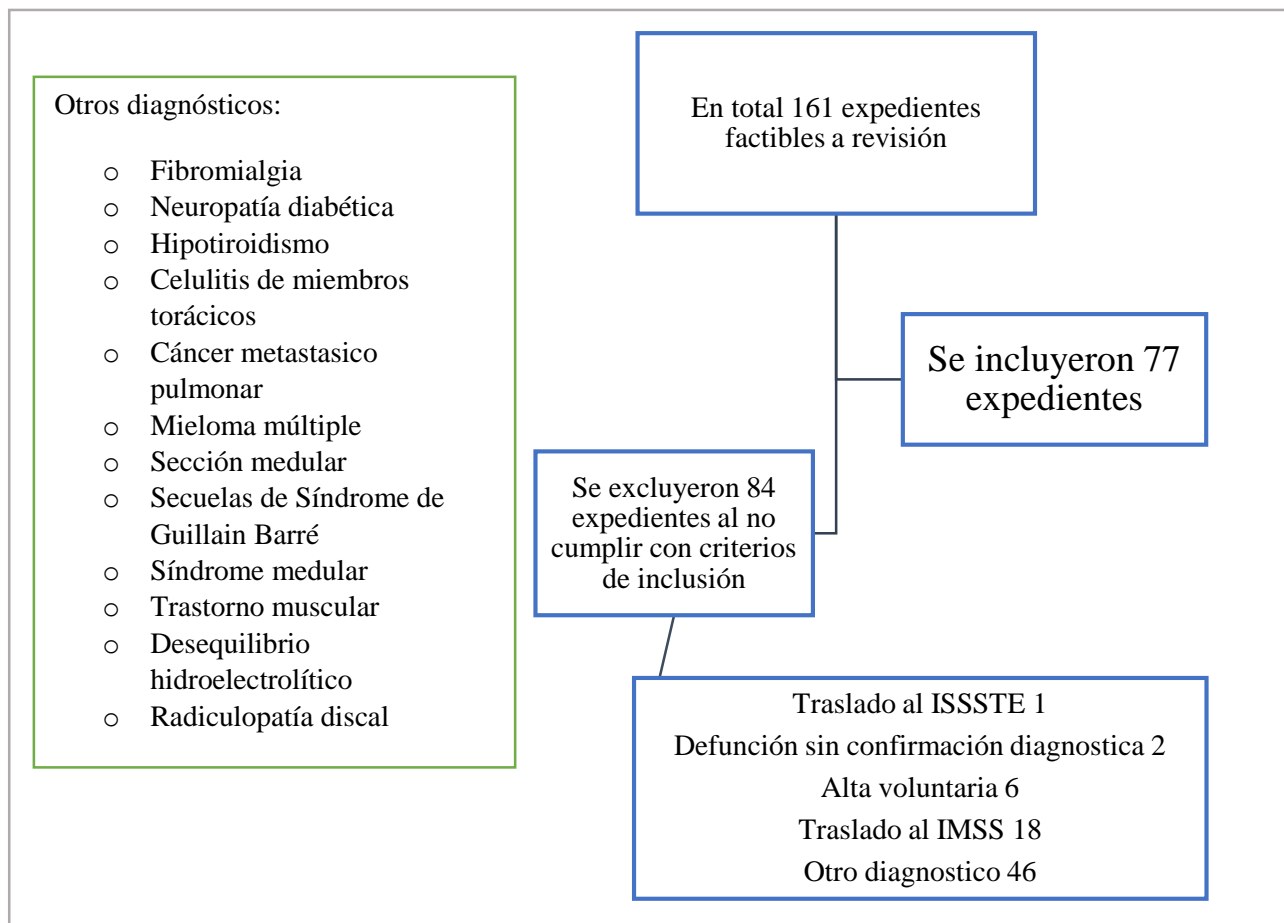 Otros diagnósticos:
o Fibromialgia
o Neuropatía diabética
o Hipotiroidismo
o Celulitis de miembros
torácicos
o Cáncer metastasico
pulmonar
o Mieloma múltiple
o Sección medular
o Secuelas de Síndrome de
Guillain Barré
o Síndrome medular
o Trastorno muscular
o Desequilibrio
hidroelectrolítico
o Radiculopatía discal
En total 161 expedientes
factibles a revisión
Se incluyeron 77
expedientes
Se excluyeron 84
expedientes al no
cumplir con criterios
de inclusión
Traslado al ISSSTE 1
Defunción sin confirmación diagnostica 2
Alta voluntaria 6
Traslado al IMSS 18
Otro diagnostico 46